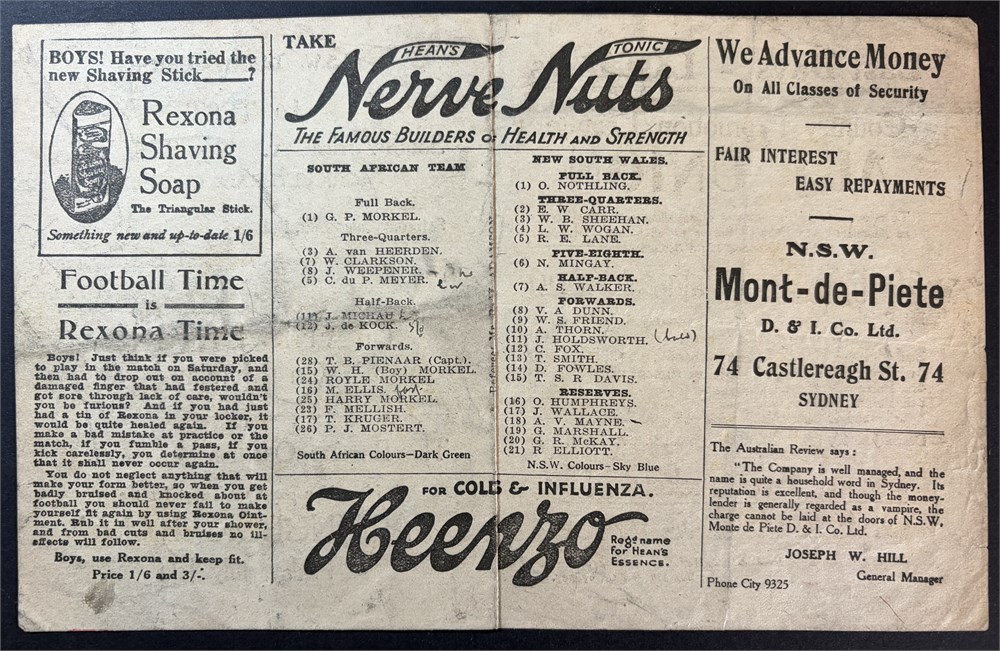 BOYS! Have you tried the
new Shaving Stick____?
Rexona
Shaving
Soap
The Triangular Stick.
Something new and up-to-date 1/6
Football Time
is
Rexona Time
Boys! Just think if you were picked
to play in the match on Saturday, and
then had to drop out on account of a
damaged finger that had festered and
got sore through lack of care, wouldn't
you be furious? And if you had just
had a tin of Rexona in your locker, it
would be quite healed again. If you
make a bad mistake at practice or the
match, if you fumble a pass, if you
kick carelessly, you determine at once
that it shall never occur again.
You do not neglect anything that will
make your form better, so when you get
badly bruised and knocked about at
football you should never fail to make
yourself fit again by using Rexona Oint-
ment. Rub it in well after your shower,
and from bad cuts and bruises no ill-
effects will follow.
Boys, use Rexona and keep fit.
Price 1/6 and 3/-.
TAKE
HEAN'S TONIC
Nerve Nuts
THE FAMOUS BUILDERS OF HEALTH AND STRENGTH
SOUTH AFRICAN TEAM
Full Back.
(1) G. P. MORKEL.
Three-Quarters.
(3) A. van HEERDEN.
(7) W. CLARKSON.
(8) J. WEEPENER.
(5) C. du P. MEYER.
Half-Back.
(11) J. MICHAU
(12) J. de KOCK.
Forwards.
(28) T. B. PIENAAR (Capt.).
(15) W. H. (Boy) MORKEL.
(24) ROYLE MORKEL
(16) M. ELLIS.
(25) HARRY MORKEL.
(23) F. MELLISH.
(17) T. KRUGER.
(26) P. J. MOSTERT.
South African Colours—Dark Green
NEW SOUTH WALES.
FULL BACK.
(1) O. NOTHLING.
THREE-QUARTERS.
(2) E. W. CARR.
(3) W. B. SHEEHAN.
(4) L. W. WOGAN.
(5) R. E. LANE.
FIVE-EIGHTH.
(6) N. MINGAY.
HALF-BACK.
(7) A. S. WALKER.
FORWARDS.
(8) V. A DUNN.
(9) W. S. FRIEND.
(10) A. THORN.
(11) J. HOLDSWORTH.
(12) C. FOX.
(13) T. SMITH.
(14) D. FOWLES.
(15) T. S R DAVIS.
RESERVES.
(16) O. HUMPHREYS.
(17) J. WALLACE.
(18) A. V. MAYNE.
(19) G. MARSHALL.
(20) G. R. McKAY.
(21) R ELLIOTT.
N.S.W. Colours—Sky Blue
FOR COLD & INFLUENZA.
Heenzo
Regd name
for HEAN'S
ESSENCE.
We Advance Money
On All Classes of Security
FAIR INTEREST
EASY REPAYMENTS
N.S.W.
Mont-de-Piete
D. & I. Co. Ltd.
74 Castlereagh St. 74
SYDNEY
The Australian Review says :
"The Company is well managed, and the
name is quite a household word in Sydney. Its
reputation is excellent, and though the money-
lender is generally regarded as a vampire, the
charge cannot be laid at the doors of N.S.W.
Monte de Piete D. & I. Co. Ltd.
JOSEPH W. HILL
General Manager
Phone City 9325